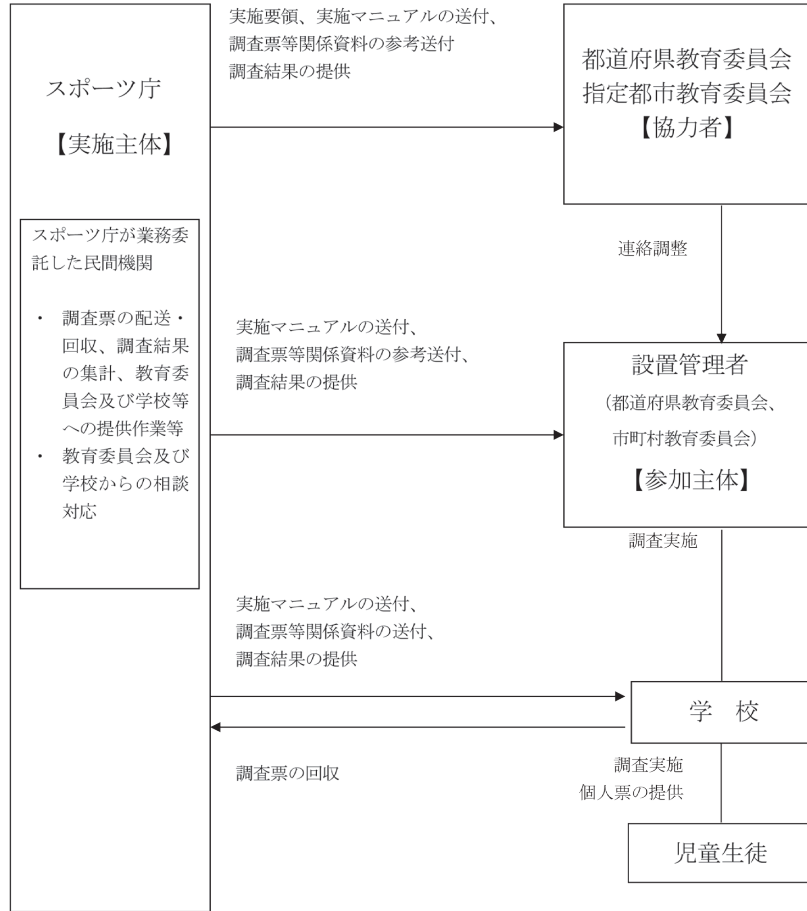 スポーツ庁
【実施主体】
スポーツ庁が業務委
託した民間機関
・ 調査票の配送・
回収、調査結果
の集計、教育委
員会及び学校等
への提供作業等
・ 教育委員会及び
学校からの相談
対応
実施要領、実施マニュアルの送付、
調査票等関係資料の参考送付
調査結果の提供
都道府県教育委員会
指定都市教育委員会
【協力者】
連絡調整
実施マニュアルの送付、
調査票等関係資料の参考送付、
調査結果の提供
設置管理者
（都道府県教育委員会、
市町村教育委員会）
【参加主体】
調査実施
実施マニュアルの送付、
調査票等関係資料の送付、
調査結果の提供
学 校
調査票の回収
調査実施
個人票の提供
児童生徒